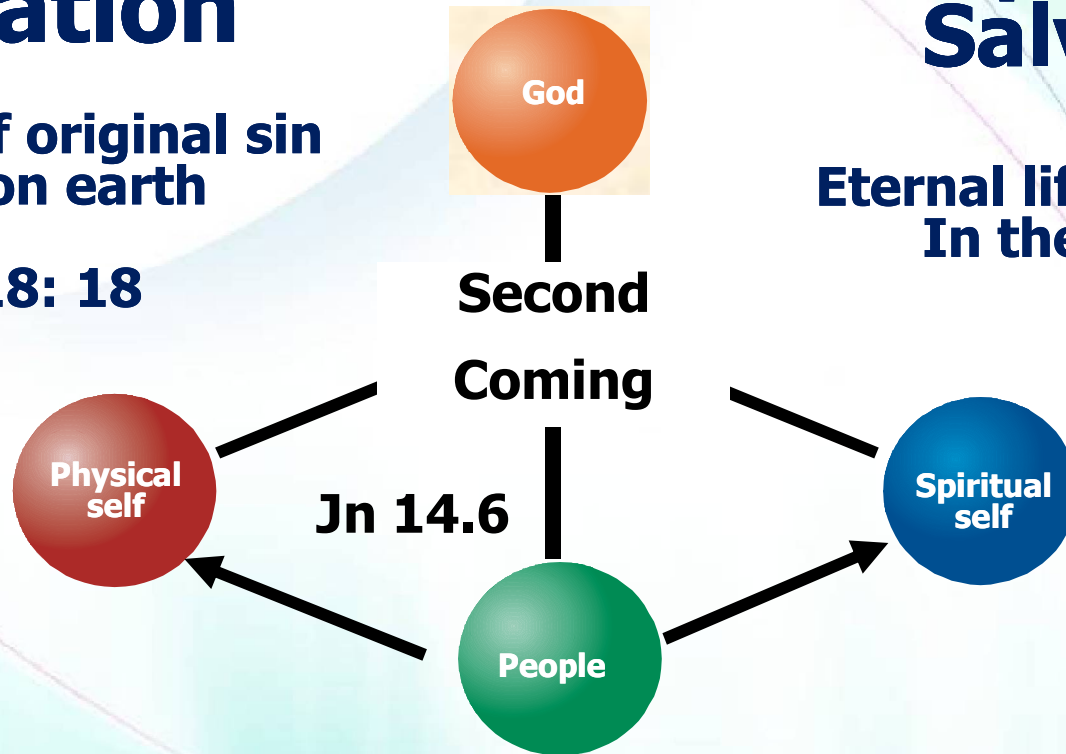 ation
Salv
f original sin
on earth
18: 18
God
Eternal lif
In the
Second
Coming
Physical
self
Jn 14.6
Spiritual
self
People